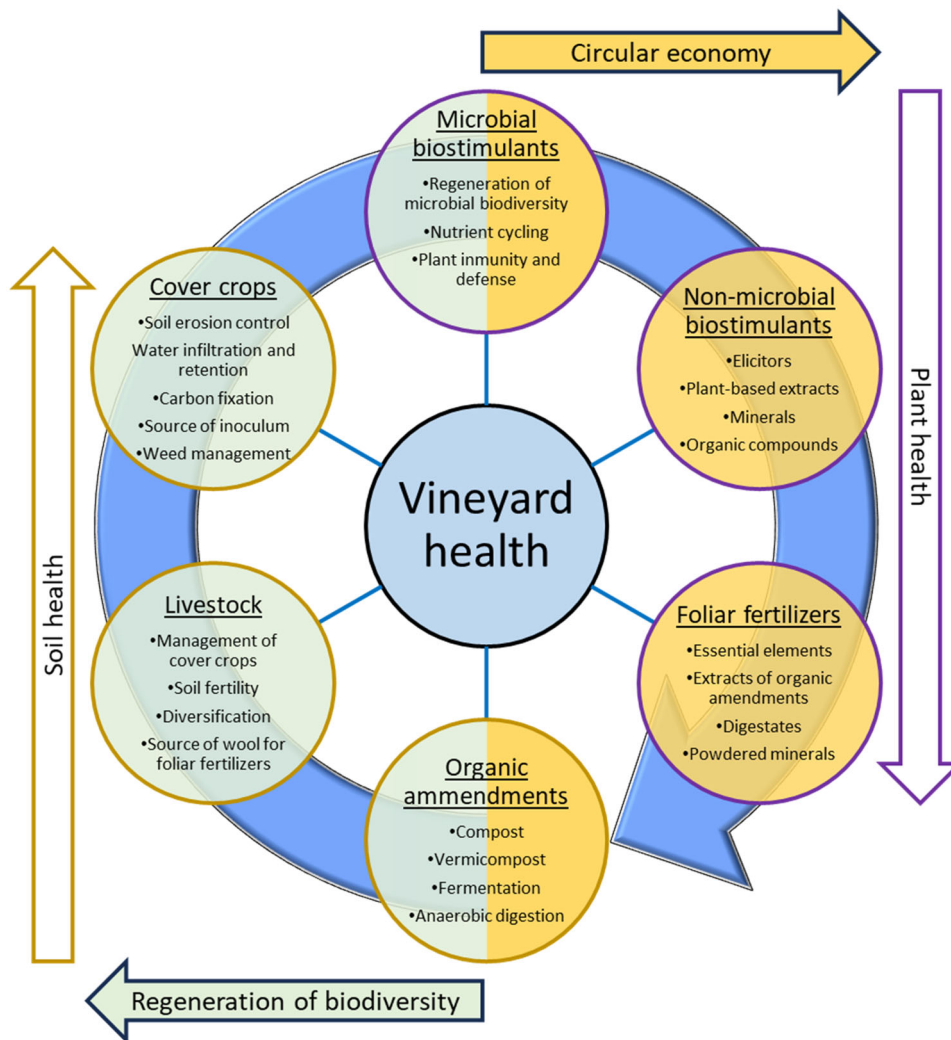 Circular economy
Microbial
biostimulants
•Regeneration of
microbial biodiversity
•Nutrient cycling
•Plant inmunity and
defense
Cover crops
•Soil erosion control
Water infiltration and
retention
•Carbon fixation
•Source of inoculum
•Weed management
Non-microbial
biostimulants
•Elicitors
•Plant-based extracts
•Minerals
•Organic compounds
Plant health
Vineyard
health
Soil health
Livestock
•Management of
cover crops
•Soil fertility
•Diversification
•Source of wool for
foliar fertilizers
Foliar fertilizers
•Essential elements
•Extracts of organic
amendments
•Digestates
•Powdered minerals
Organic
ammendments
•Compost
•Vermicompost
•Fermentation
•Anaerobic digestion
Regeneration of biodiversity